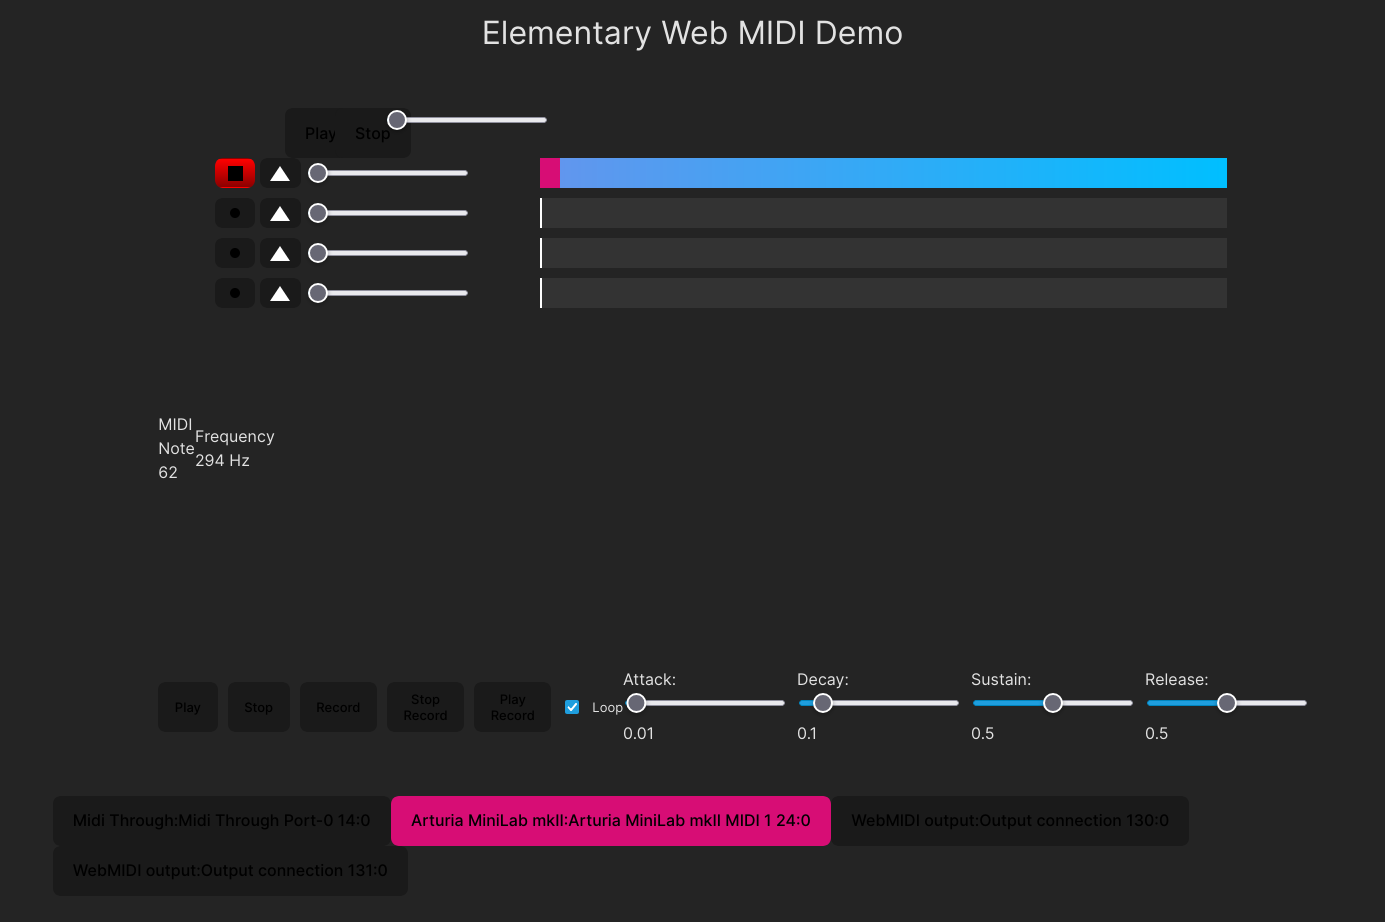 Elementary Web MIDI Demo
Play Stop
MIDI
Note
62
Frequency
294 Hz
Play
Stop
Record
Stop
Record
Play
Record
Loop
Attack:
0.01
Decay:
0.1
Sustain:
0.5
Release:
0.5
Midi Through:Midi Through Port-0 14:0
Arturia MiniLab mkII:Arturia MiniLab mkII MIDI 1 24:0
WebMIDI output:Output connection 130:0
WebMIDI output:Output connection 131:0